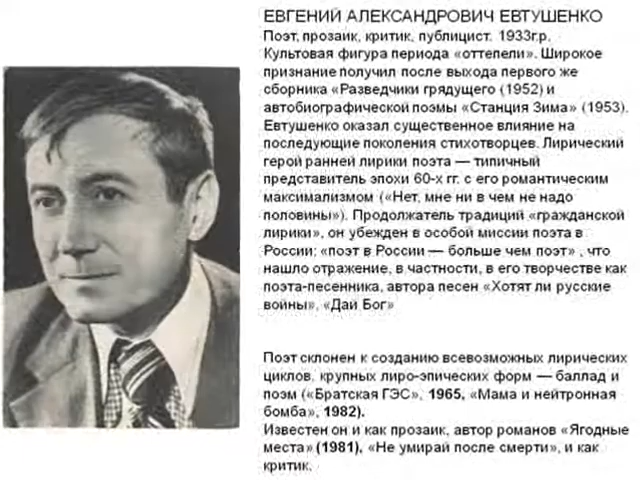 ЕВГЕНИЙ АЛЕКСАНДРОВИЧ ЕВТУШЕНКО
Поэт, прозаик, критик, публицист. 1933г.р.
Культовая фигура периода «оттепели». Широкое
признание получил после выхода первого же
сборника «Разведчики грядущего (1952) и
автобиографической поэмы «Станция Зима» (1953).
Евтушенко оказал существенное влияние на
последующие поколения стихотворцев. Лирический
герой ранней лирики поэта — типичный
представитель эпохи 60-х гг. с его романтическим
максимализмом («Нет, мне ни в чем не надо
половины»). Продолжатель традиций «гражданской
лирики», он убежден в особой миссии поэта в
России: «поэт в России — больше чем поэт» , что
нашло отражение, в частности, в его творчестве как
поэта-песенника, автора песен «Хотят ли русские
войны», «Дай Бог»
Поэт склонен к созданию всевозможных лирических
циклов, крупных лиро-эпических форм — баллад и
поэм («Братская ГЭС», 1965, «Мама и нейтронная
бомба», 1982).
Известен он и как прозаик, автор романов «Ягодные
места» (1981), «Не умирай после смерти», и как
критик.